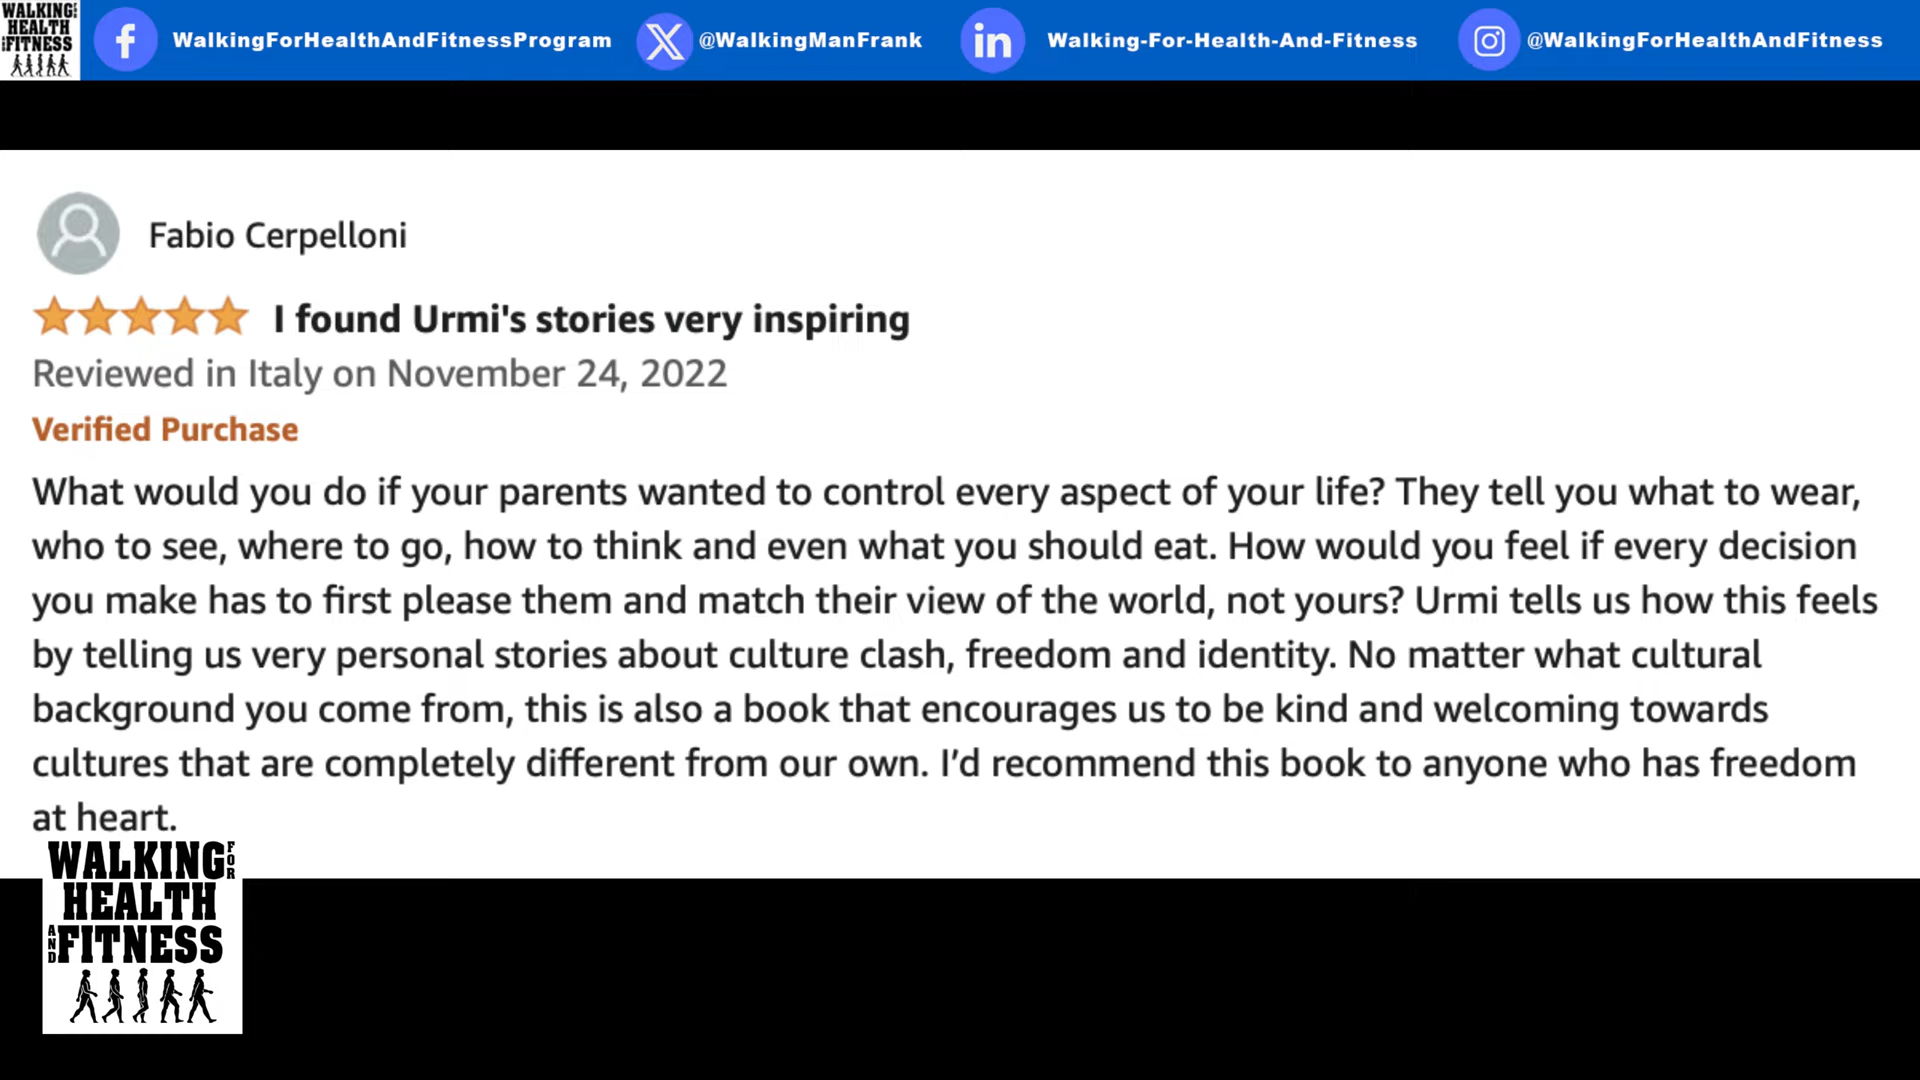 WALKING FOR
HEALTH
AND FITNESS
WalkingForHealthAndFitnessProgram
@WalkingManFrank
Walking-For-Health-And-Fitness
@WalkingForHealthAndFitness
Fabio Cerpelloni
I found Urmi's stories very inspiring
Reviewed in Italy on November 24, 2022
Verified Purchase
What would you do if your parents wanted to control every aspect of your life? They tell you what to wear,
who to see, where to go, how to think and even what you should eat. How would you feel if every decision
you make has to first please them and match their view of the world, not yours? Urmi tells us how this feels
by telling us very personal stories about culture clash, freedom and identity. No matter what cultural
background you come from, this is also a book that encourages us to be kind and welcoming towards
cultures that are completely different from our own. I’d recommend this book to anyone who has freedom
at heart.
WALKING FOR
HEALTH
AND FITNESS